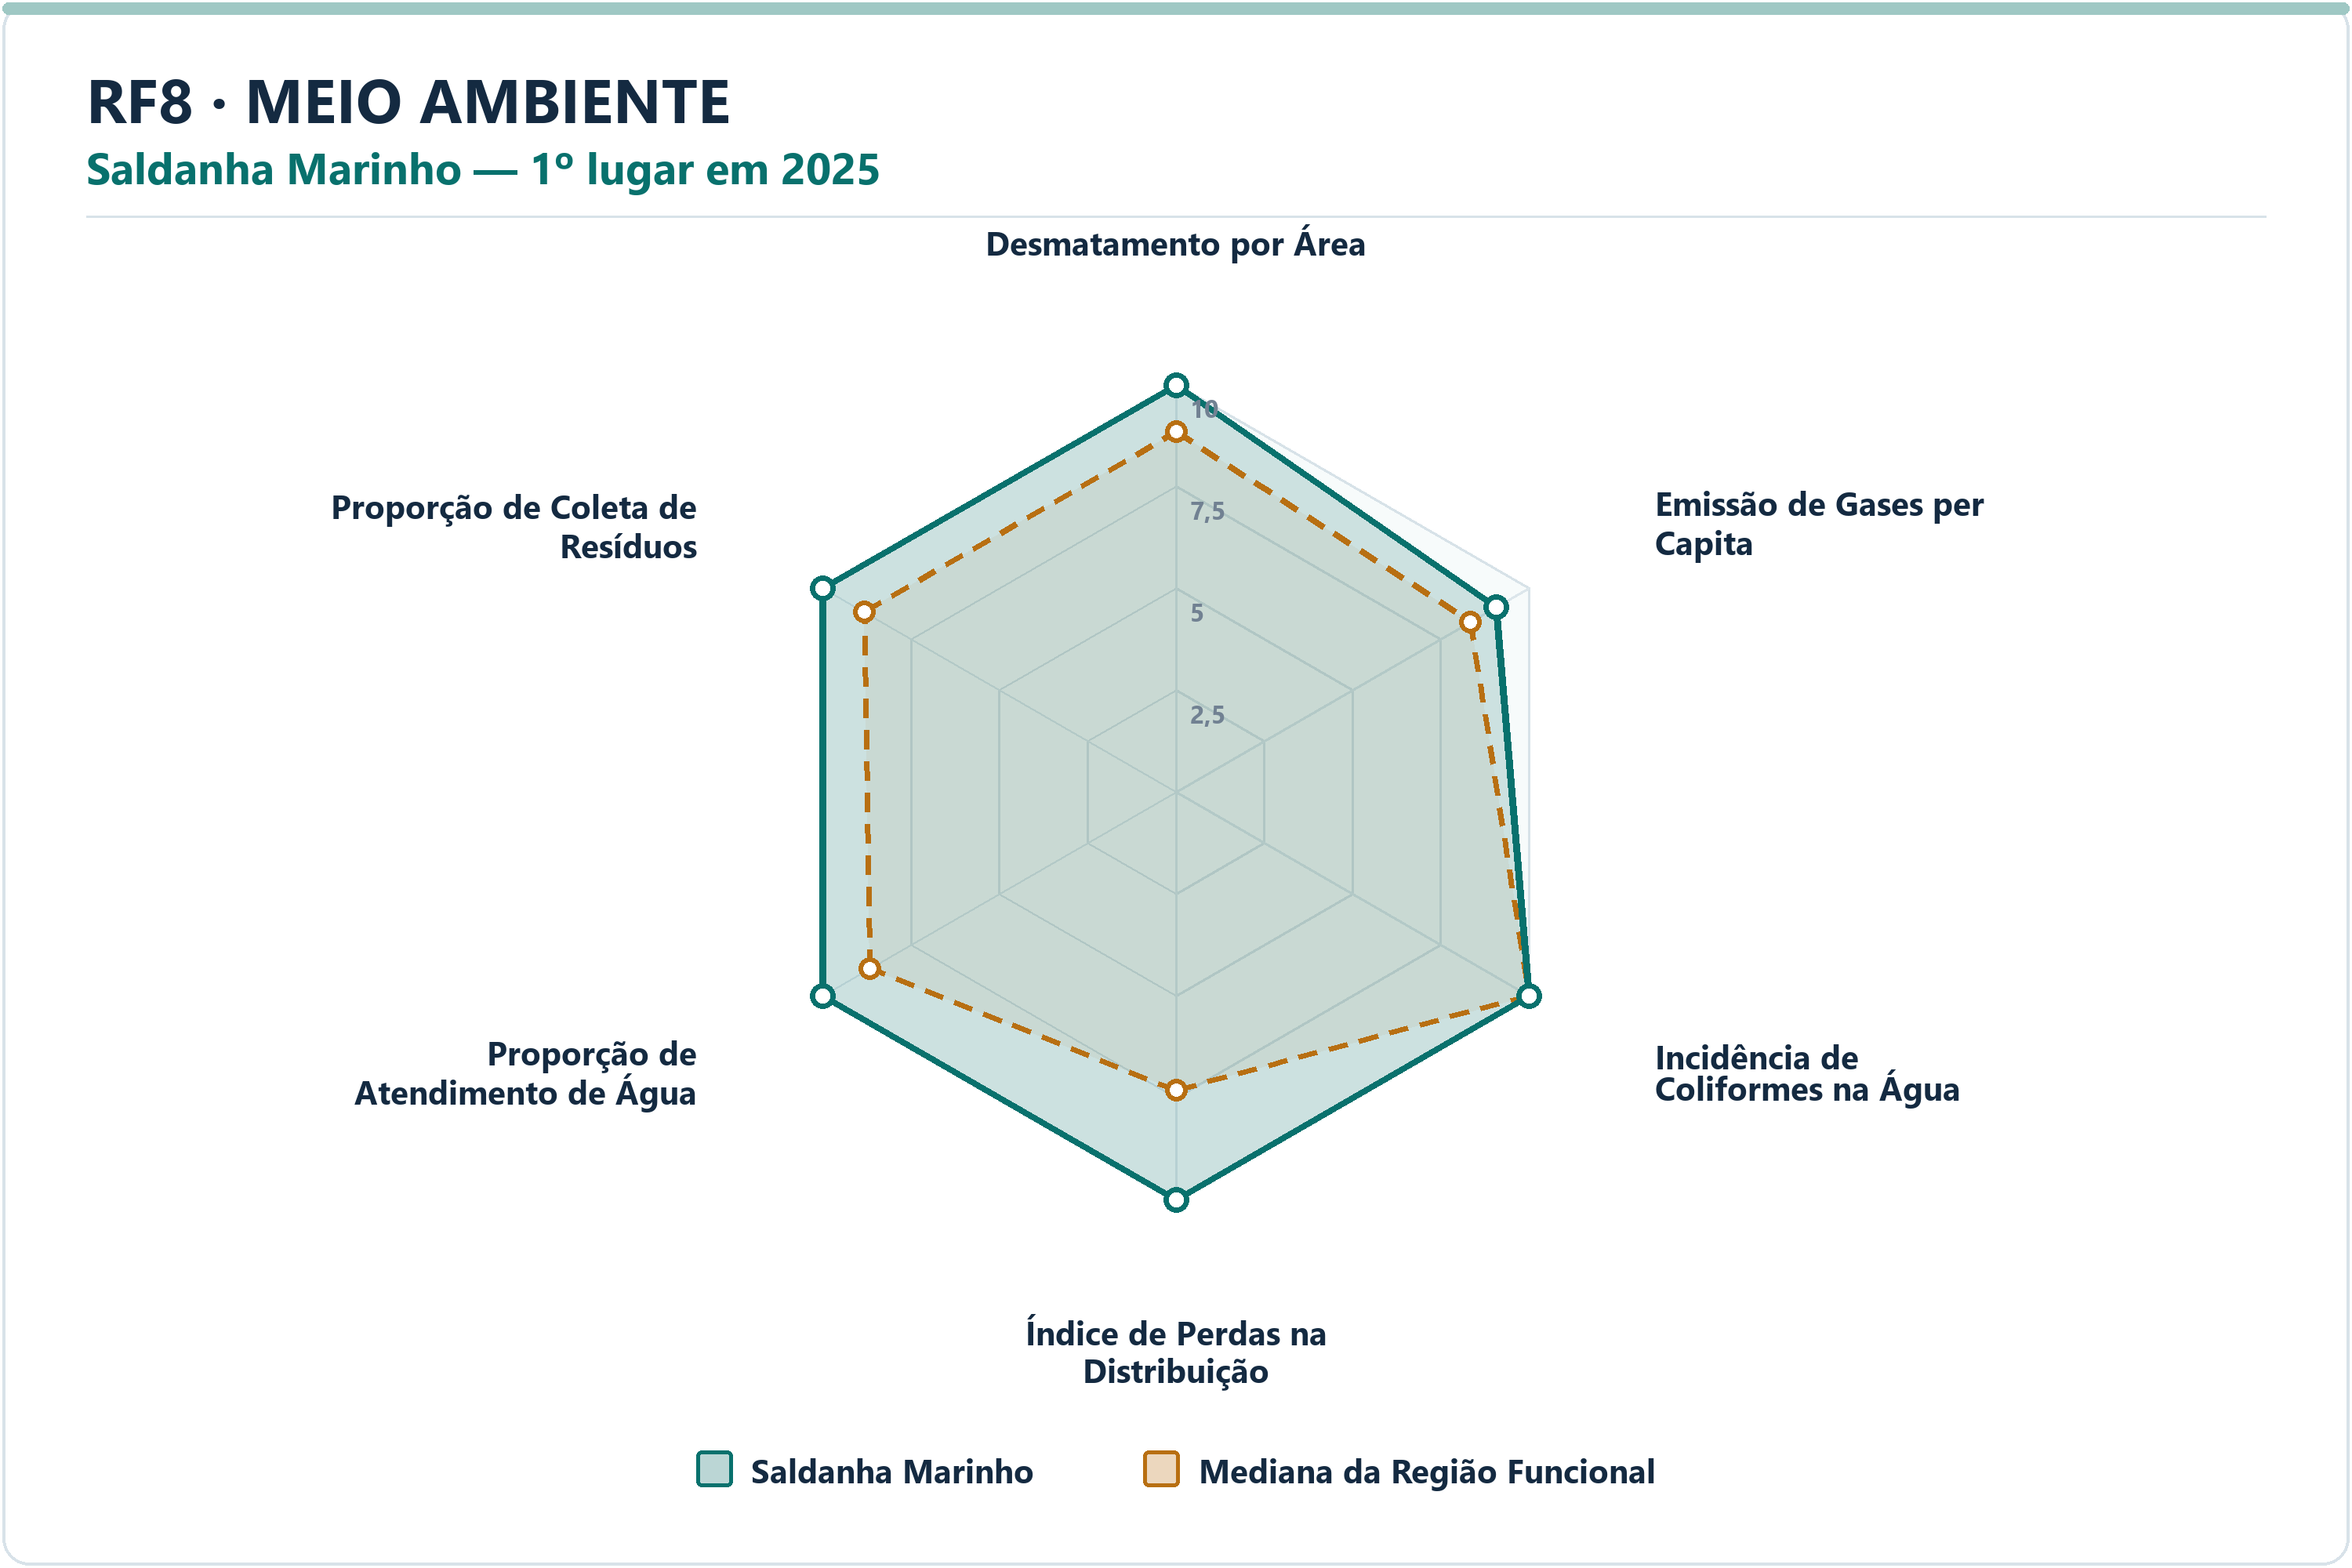 RF8 · MEIO AMBIENTE
Saldanha Marinho — 1º lugar em 2025
Desmatamento por Área
10
7,5
5
2,5
Proporção de Coleta de
Resíduos
Emissão de Gases per
Capita
Proporção de
Atendimento de Água
Incidência de
Coliformes na Água
Índice de Perdas na
Distribuição
Saldanha Marinho
Mediana da Região Funcional